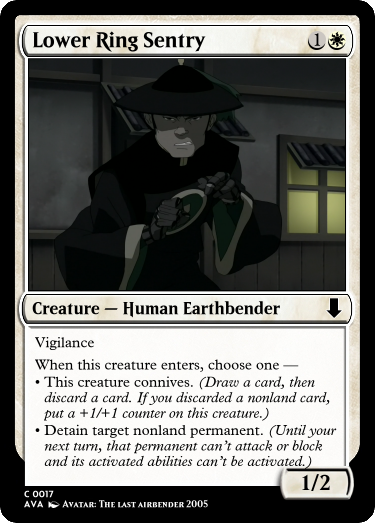 Lower Ring Sentry 1
Creature — Human Earthbender
Vigilance
When this creature enters, choose one —
• This creature connives. (Draw a card, then
discard a card. If you discarded a nonland card,
put a +1/+1 counter on this creature.)
• Detain target nonland permanent. (Until your
next turn, that permanent can't attack or block
and its activated abilities can't be activated.)
1/2
C 0017
AVA Avatar: The last airbender 2005